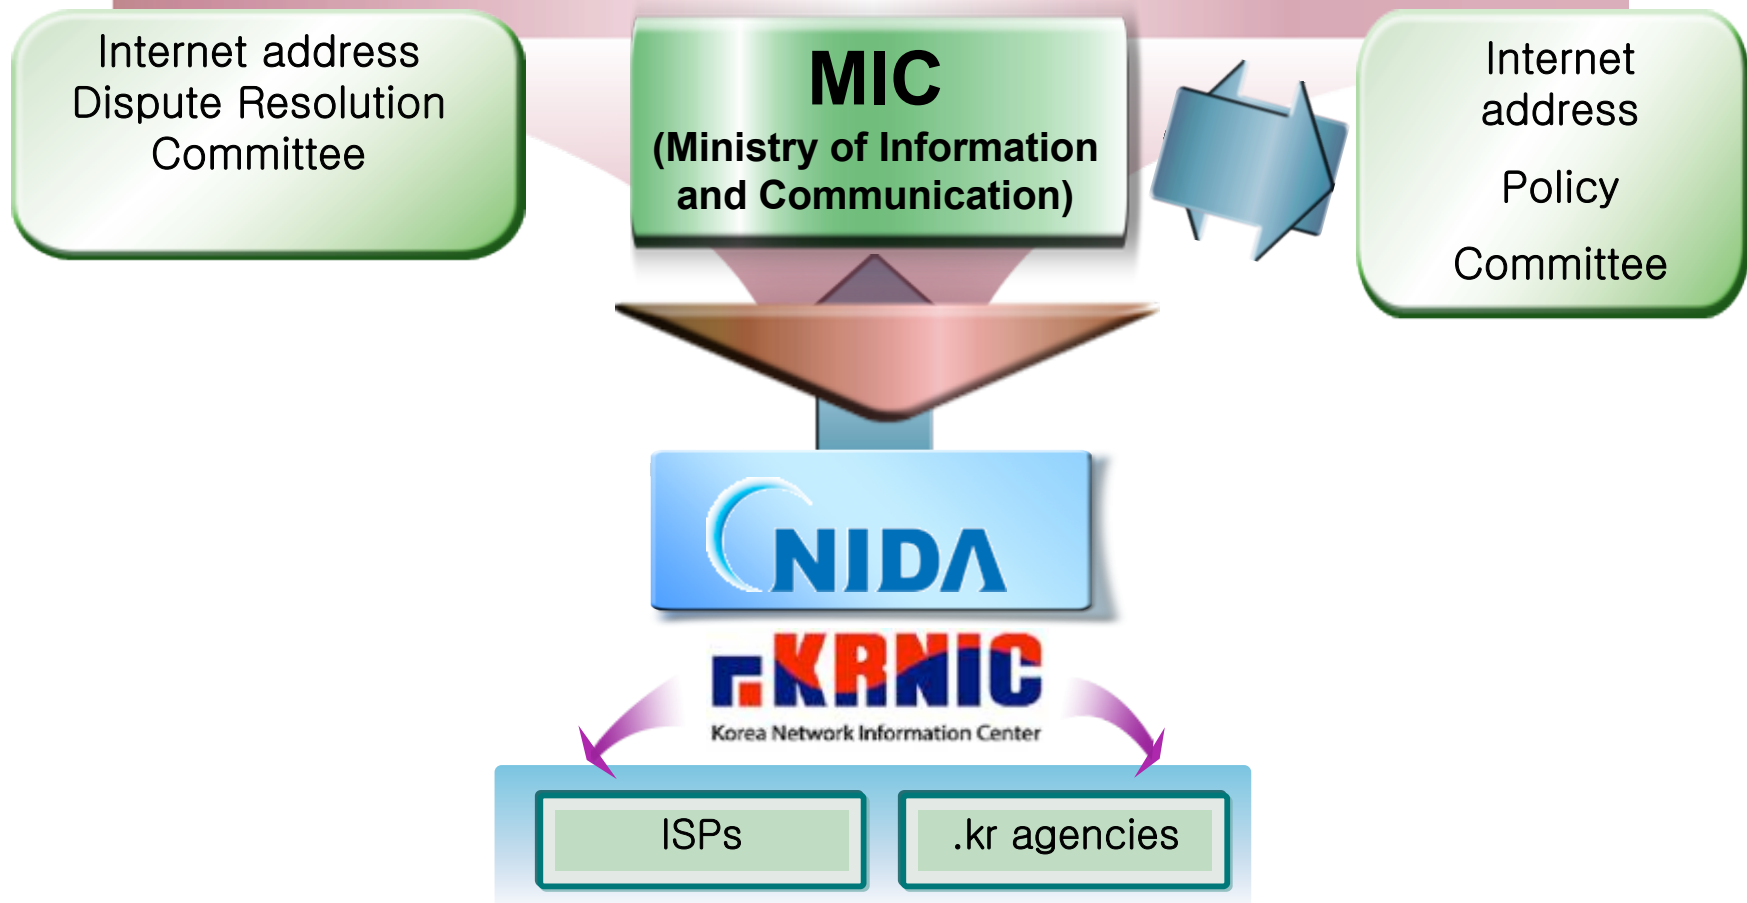 Internet address
Dispute Resolution
Committee
MIC
(Ministry of Information
and Communication)
Internet
address
Policy
Committee
NIDA
KRNIC
Korea Network Information Center
ISPs
.kr agencies